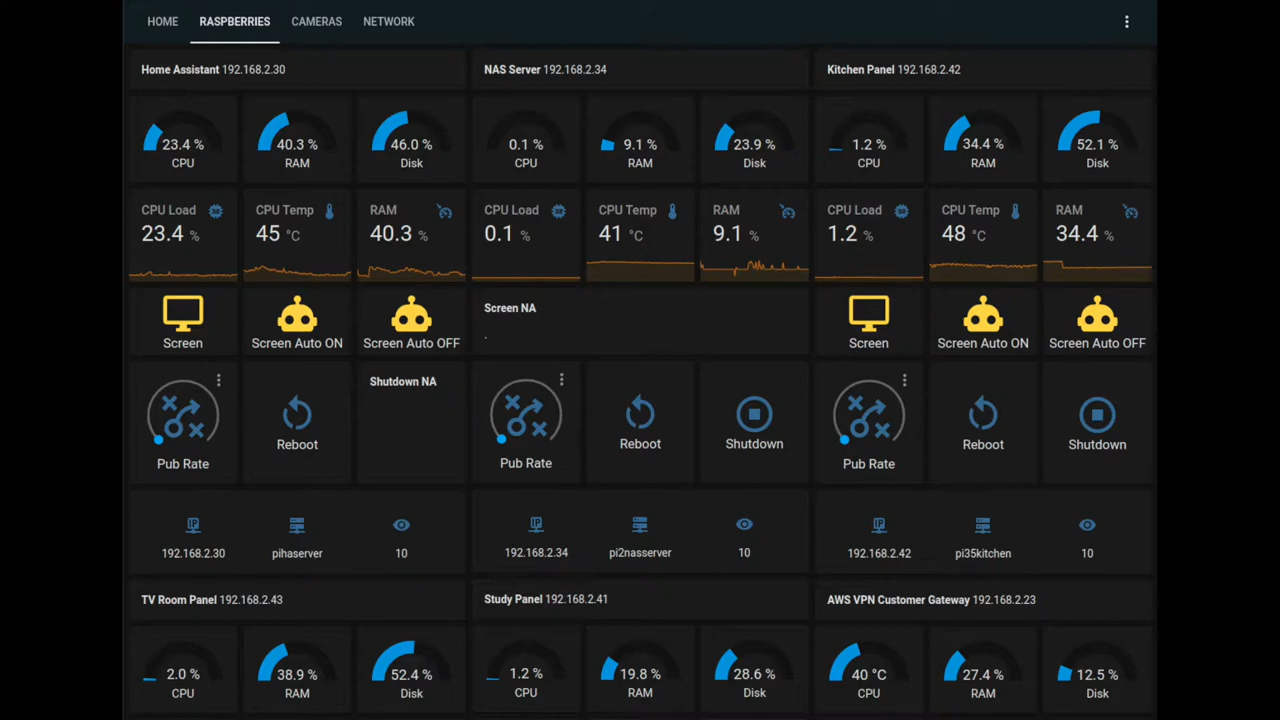 HOME RASPBERRIES CAMERAS NETWORK
Home Assistant 192.168.2.30
NAS Server 192.168.2.34
Kitchen Panel 192.168.2.42
23.4 % 40.3 % 46.0 % 0.1 % 9.1 % 23.9 % 1.2 % 34.4 % 52.1 %
CPU RAM Disk CPU RAM Disk CPU RAM Disk
CPU Load CPU Temp RAM CPU Load CPU Temp RAM CPU Load CPU Temp RAM
23.4 % 45 °C 40.3 % 0.1 % 41 °C 9.1 % 1.2 % 48 °C 34.4 %
Screen NA
.
Screen Screen Auto ON Screen Auto OFF Screen Screen Auto ON Screen Auto OFF
Shutdown NA
Reboot Reboot Shutdown Reboot Shutdown
Pub Rate Pub Rate Pub Rate
IP IP IP
192.168.2.30 pihaserver 10 192.168.2.34 pi2nasserver 10 192.168.2.42 pi35kitchen 10
TV Room Panel 192.168.2.43
Study Panel 192.168.2.41
AWS VPN Customer Gateway 192.168.2.23
2.0 % 38.9 % 52.4 % 1.2 % 19.8 % 28.6 % 40 °C 27.4 % 12.5 %
CPU RAM Disk CPU RAM Disk CPU RAM Disk